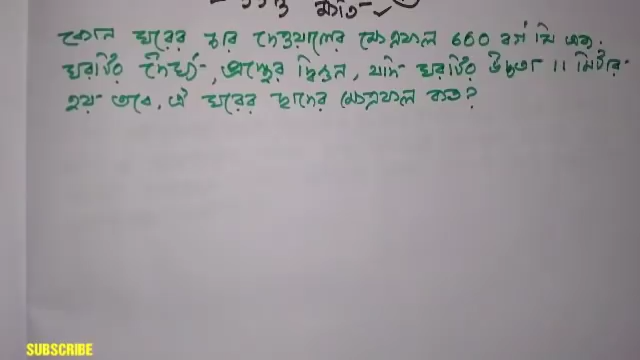 কোন ঘরের চার দেওয়ালের ক্ষেত্রফল 660 বর্গ মি এবং
ঘরটির দৈর্ঘ্য, প্রস্থের দ্বিগুন, যদি ঘরটির উচ্চতা 11 মিটার
হয় তবে, ঐ ঘরের ছাদের ক্ষেত্রফল কত?
SUBSCRIBE